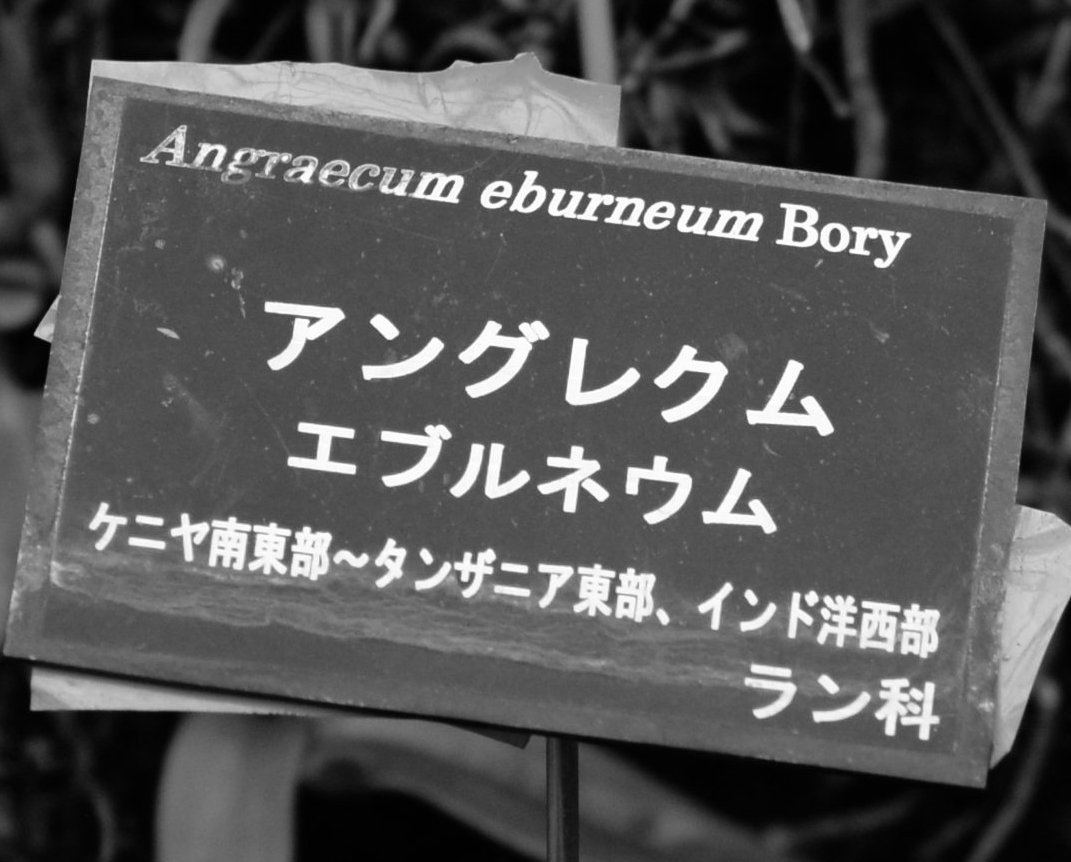 Angraecum eburneum Bory
アングレクム
エブルネウム
ケニヤ南東部～タンザニア東部、インド洋西部
ラン科